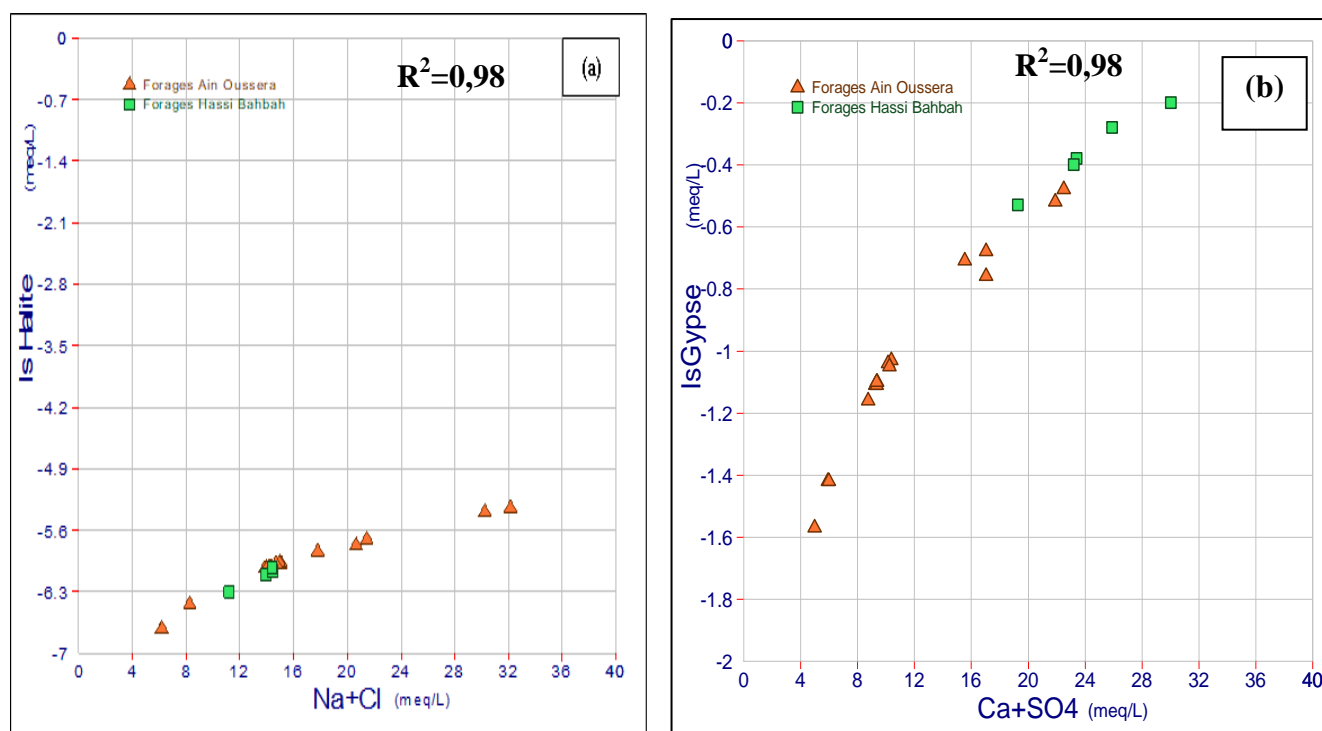 R²=0,98
(a)
Forages Ain Oussera
Forages Hassi Bahbah
0
-0.7
-1.4
-2.1
-2.8
-3.5
-4.2
-4.9
-5.6
-6.3
-7
Is Halite (meq/L)
0 4 8 12 16 20 24 28 32 36 40
Na+Cl (meq/L)
R²=0,98
(b)
Forages Ain Oussera
Forages Hassi Bahbah
0
-0.2
-0.4
-0.6
-0.8
-1
-1.2
-1.4
-1.6
-1.8
-2
IsGypse (meq/L)
0 4 8 12 16 20 24 28 32 36 40
Ca+SO4 (meq/L)